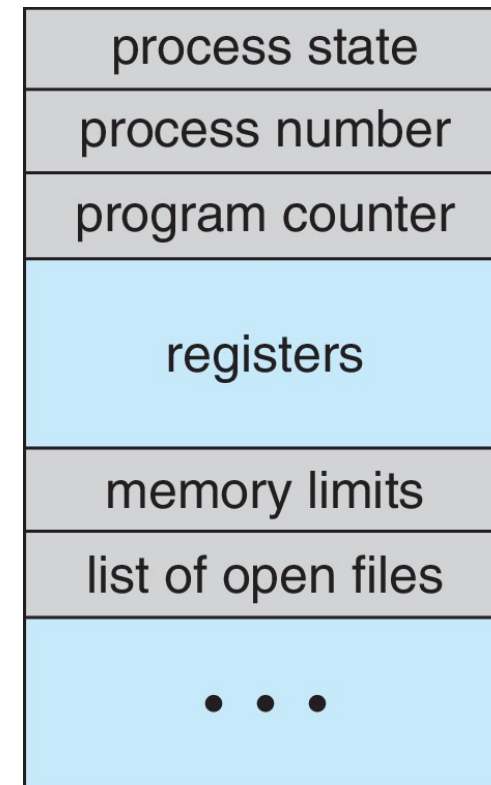 process state
process number
program counter
registers
memory limits
list of open files
• • •